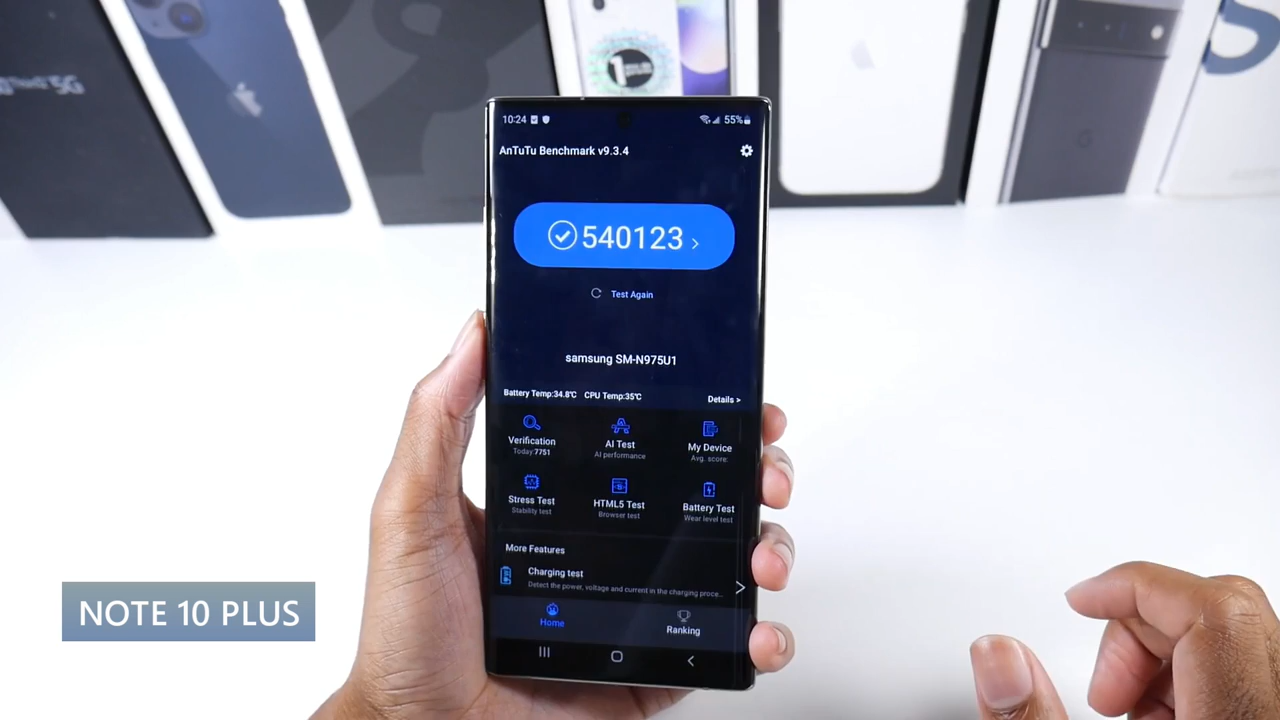 10:24
55%
AnTuTu Benchmark v9.3.4
540123 >
Test Again
samsung SM-N975U1
Battery Temp:34.8℃ CPU Temp:35℃ Details >
Verification
Today:7751
AI Test
AI performance
My Device
Avg. score:
Stress Test
Stability test
HTML5 Test
Browser test
Battery Test
Wear level test
More Features
Charging test
Detect the power, voltage and current in the charging proce...
Home
Ranking
NOTE 10 PLUS